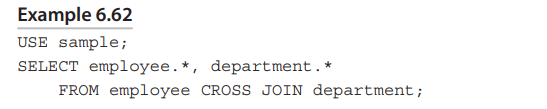 Example 6.62
USE sample;
SELECT employee.*, department.*
FROM employee CROSS JOIN department;